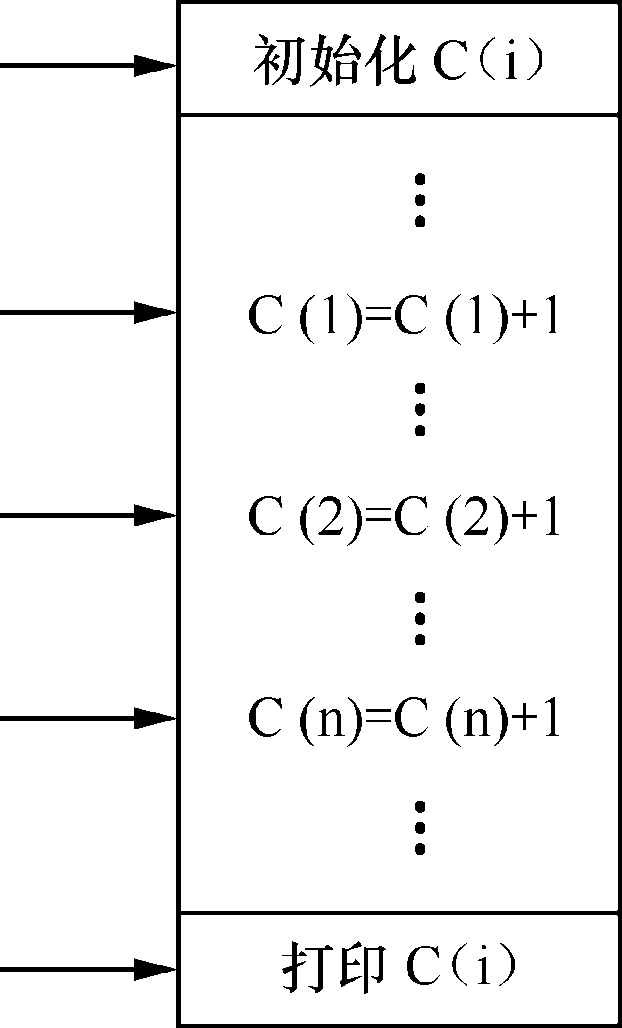 初始化 C(i)
⋮
C (1)=C (1)+1
⋮
C (2)=C (2)+1
⋮
C (n)=C (n)+1
⋮
打印 C(i)